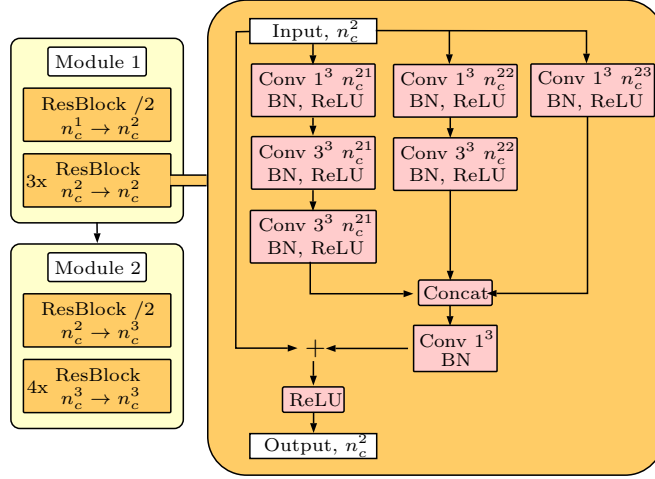 Module 1
ResBlock /2
n_c^1 → n_c^2
3x ResBlock
n_c^2 → n_c^2
Module 2
ResBlock /2
n_c^2 → n_c^3
4x ResBlock
n_c^3 → n_c^3
Input, n_c^2
Conv 1^3 n_c^21
BN, ReLU
Conv 3^3 n_c^21
BN, ReLU
Conv 3^3 n_c^21
BN, ReLU
Conv 1^3 n_c^22
BN, ReLU
Conv 3^3 n_c^22
BN, ReLU
Conv 1^3 n_c^23
BN, ReLU
Concat
Conv 1^3
BN
+
ReLU
Output, n_c^2